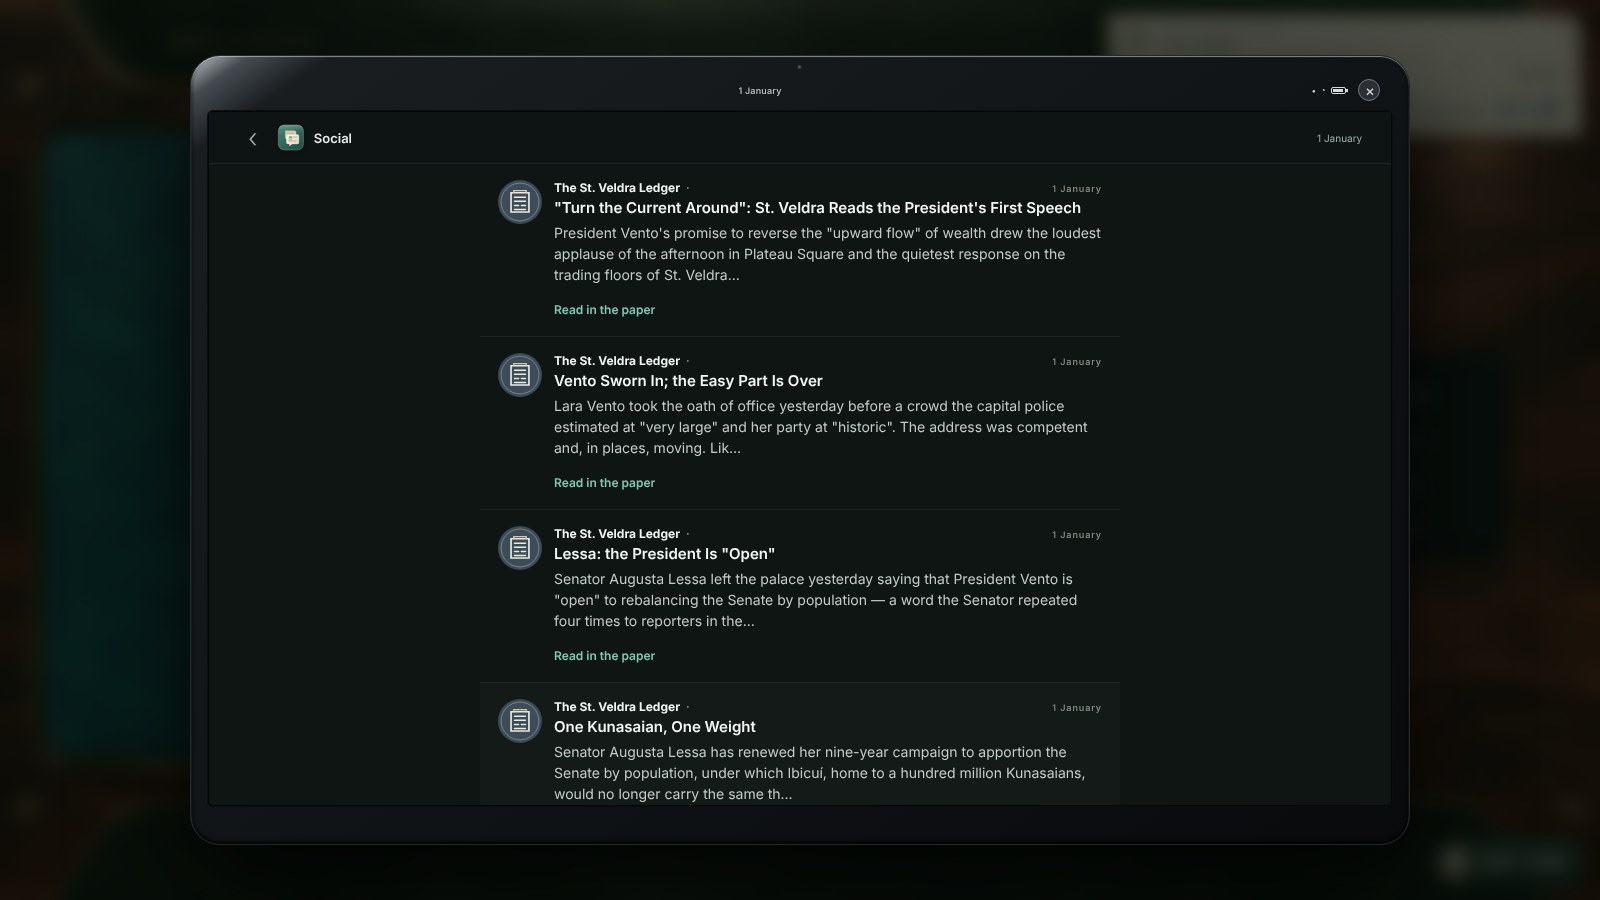 1 January
Social
1 January
The St. Veldra Ledger ·
1 January
"Turn the Current Around": St. Veldra Reads the President's First Speech
President Vento's promise to reverse the "upward flow" of wealth drew the loudest
applause of the afternoon in Plateau Square and the quietest response on the
trading floors of St. Veldra...
Read in the paper
The St. Veldra Ledger ·
1 January
Vento Sworn In; the Easy Part Is Over
Lara Vento took the oath of office yesterday before a crowd the capital police
estimated at "very large" and her party at "historic". The address was competent
and, in places, moving. Lik...
Read in the paper
The St. Veldra Ledger ·
1 January
Lessa: the President Is "Open"
Senator Augusta Lessa left the palace yesterday saying that President Vento is
"open" to rebalancing the Senate by population — a word the Senator repeated
four times to reporters in the...
Read in the paper
The St. Veldra Ledger ·
1 January
One Kunasaian, One Weight
Senator Augusta Lessa has renewed her nine-year campaign to apportion the
Senate by population, under which Ibicuí, home to a hundred million Kunasaians,
would no longer carry the same th...